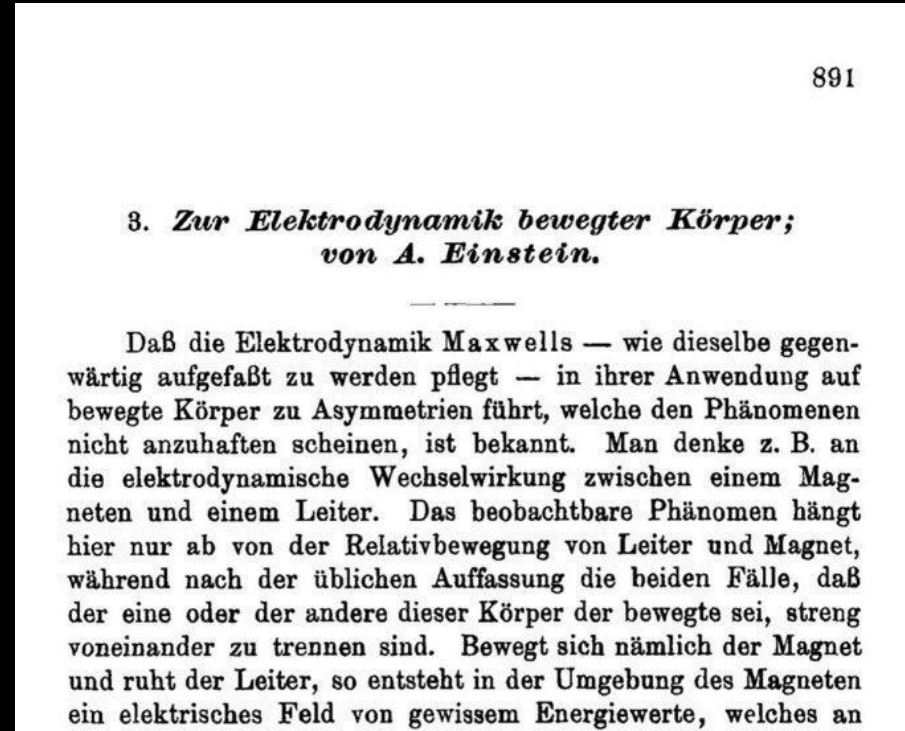 891
3. Zur Elektrodynamik bewegter Körper;
von A. Einstein.
Daß die Elektrodynamik Maxwells — wie dieselbe gegen-
wärtig aufgefaßt zu werden pflegt — in ihrer Anwendung auf
bewegte Körper zu Asymmetrien führt, welche den Phänomenen
nicht anzuhaften scheinen, ist bekannt. Man denke z. B. an
die elektrodynamische Wechselwirkung zwischen einem Mag-
neten und einem Leiter. Das beobachtbare Phänomen hängt
hier nur ab von der Relativbewegung von Leiter und Magnet,
während nach der üblichen Auffassung die beiden Fälle, daß
der eine oder der andere dieser Körper der bewegte sei, streng
voneinander zu trennen sind. Bewegt sich nämlich der Magnet
und ruht der Leiter, so entsteht in der Umgebung des Magneten
ein elektrisches Feld von gewissem Energiewerte, welches an